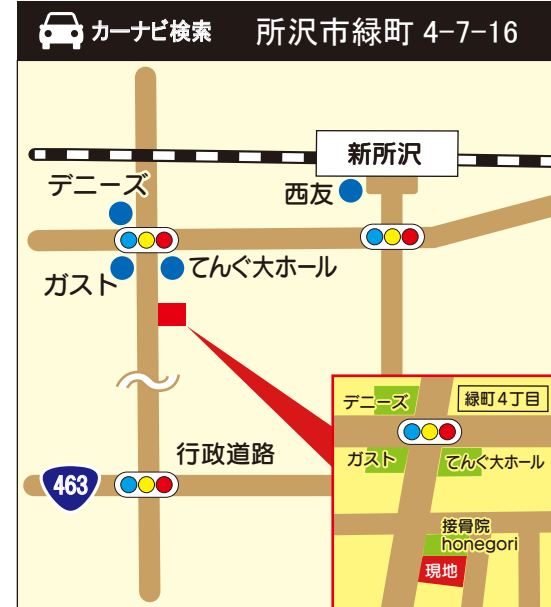 カーナビ検索 所沢市緑町 4-7-16
新所沢
デニーズ
西友
ガスト
てんぐ大ホール
行政道路
463
デニーズ
緑町4丁目
ガスト
てんぐ大ホール
接骨院
honegori
現地